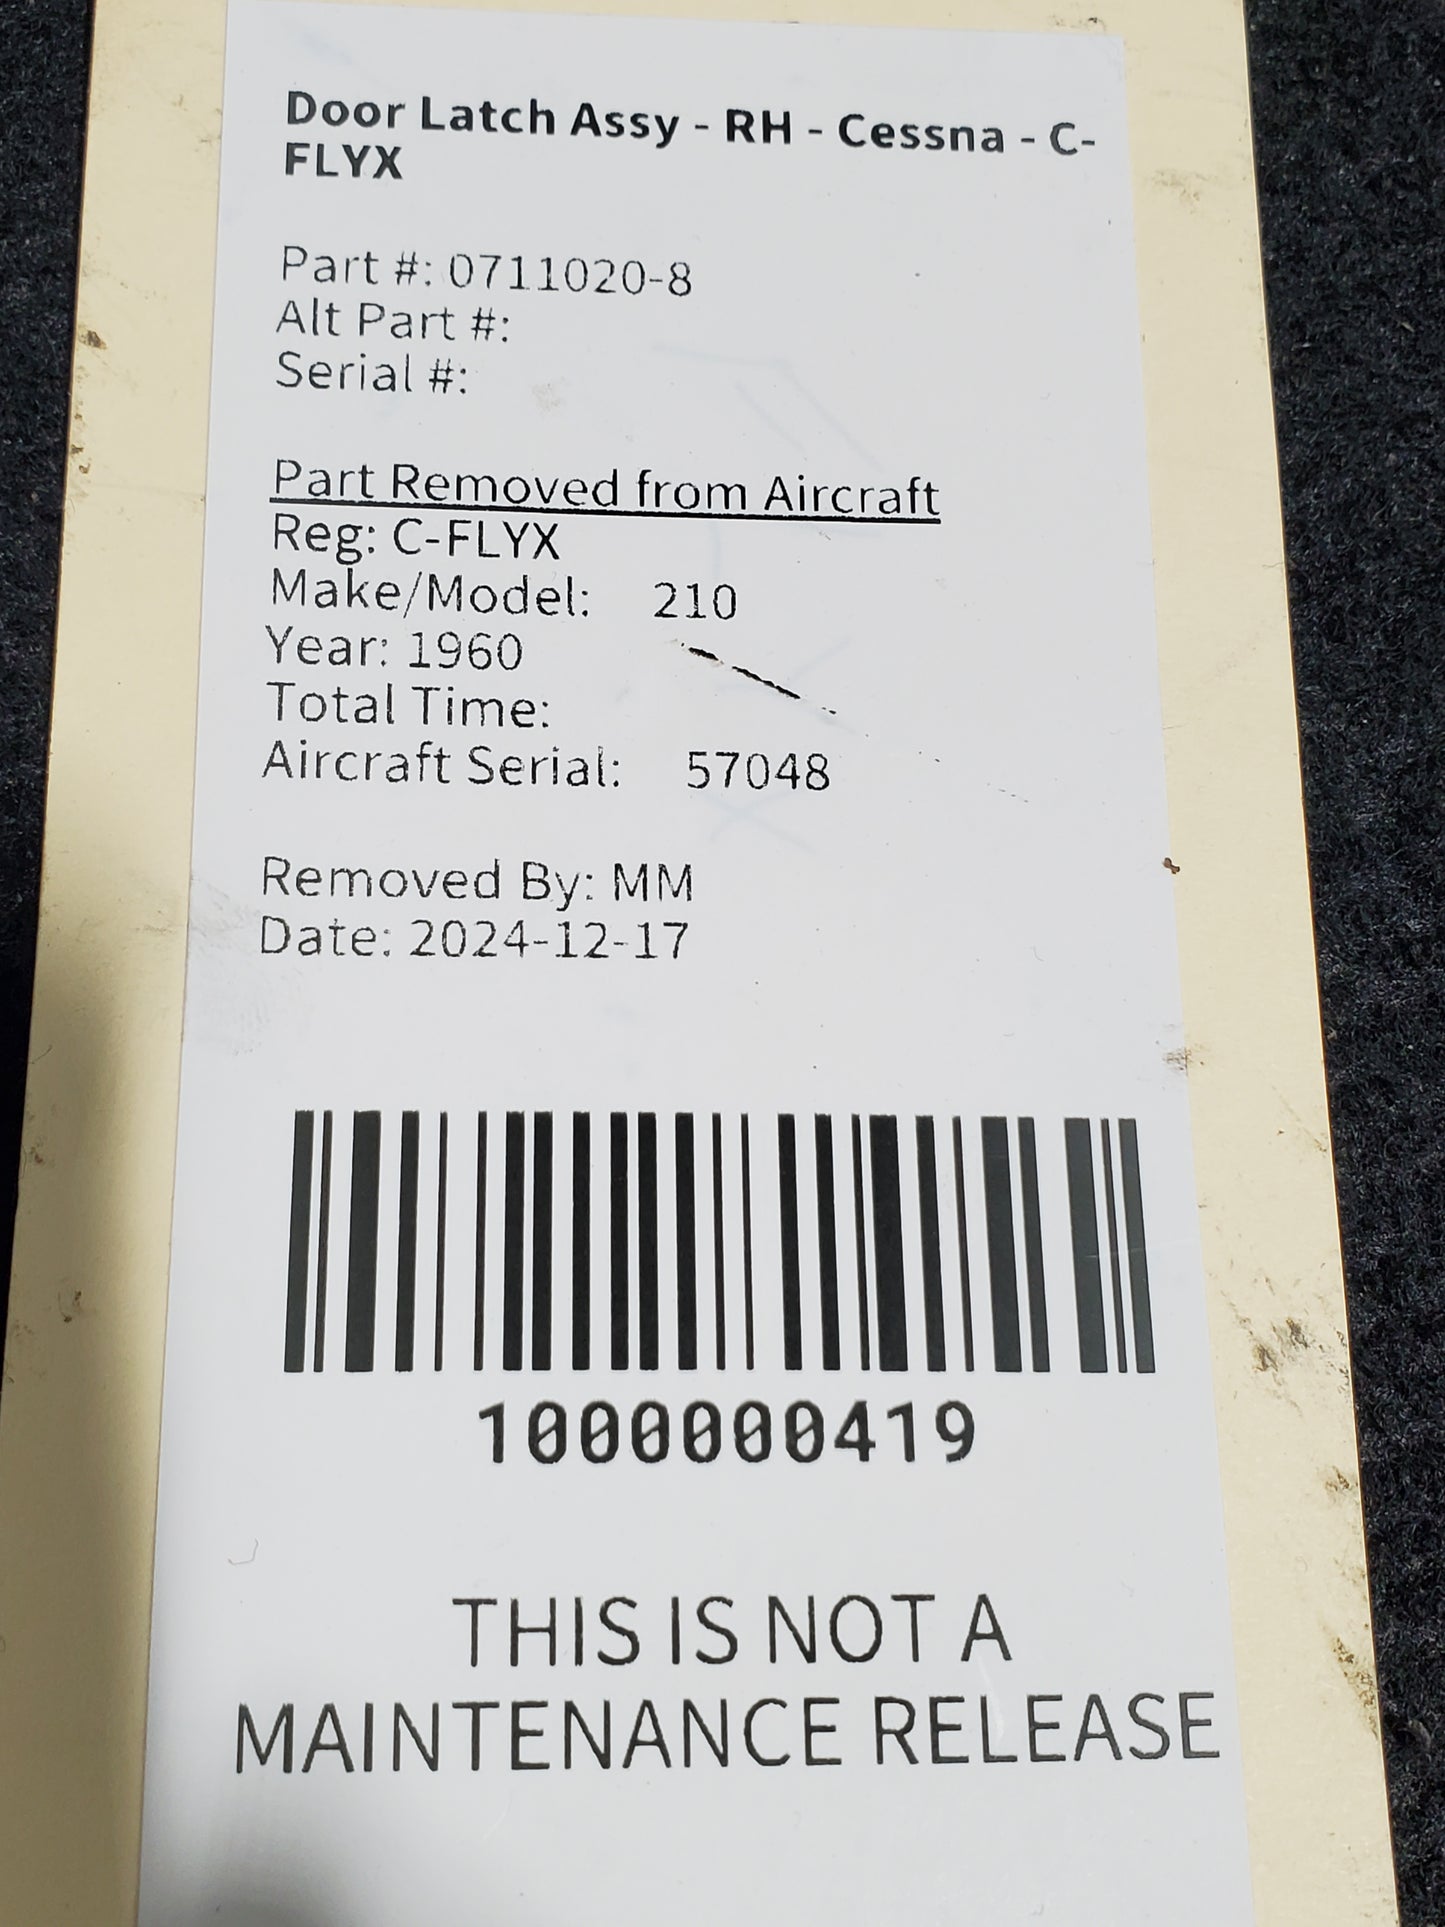 Door Latch Assy - RH - Cessna - C-
FLYX
Part #: 0711020-8
Alt Part #:
Serial #:
Part Removed from Aircraft
Reg: C-FLYX
Make/Model: 210
Year: 1960
Total Time:
Aircraft Serial: 57048
Removed By: MM
Date: 2024-12-17
1000000419
THIS IS NOT A
MAINTENANCE RELEASE